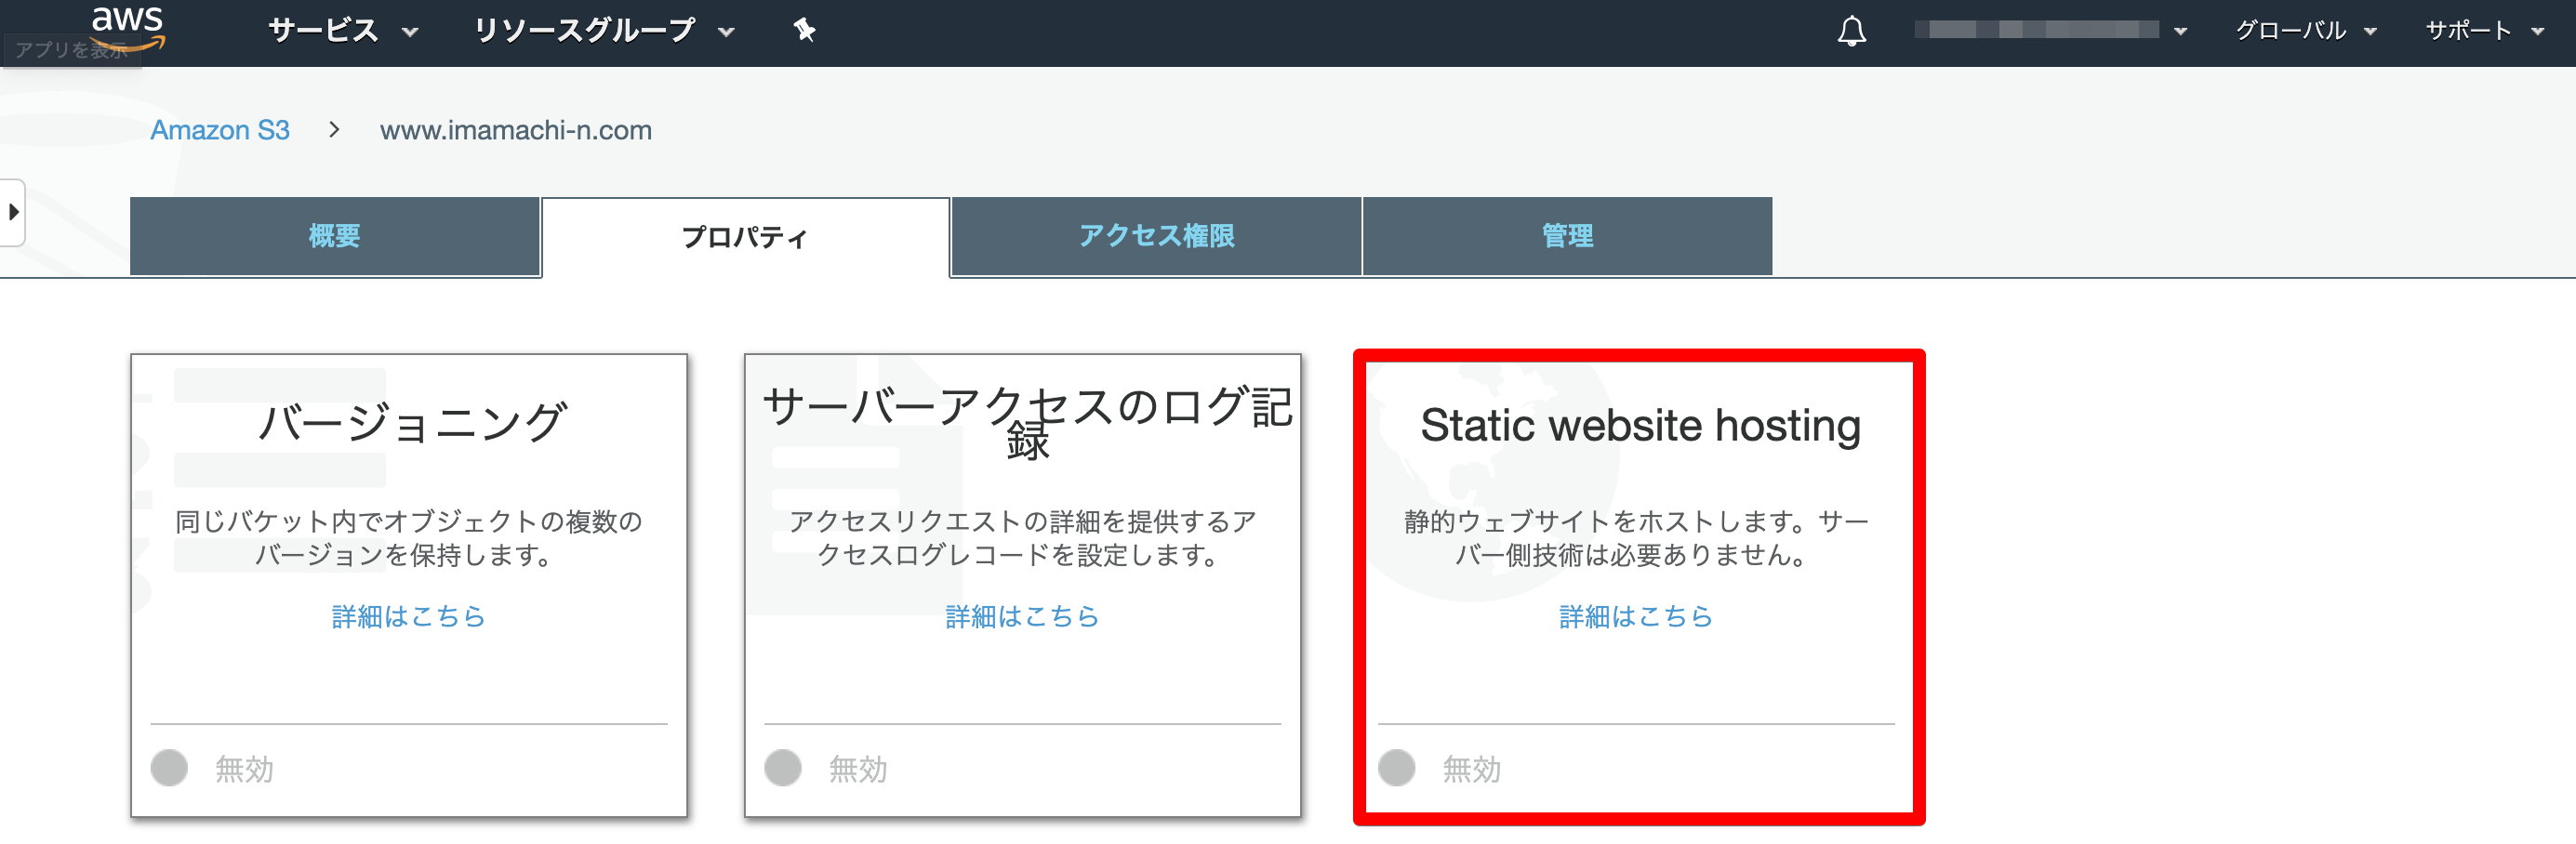 aws サービス リソースグループ グローバル サポート
アプリを表示
Amazon S3 > www.imamachi-n.com
概要 プロパティ アクセス権限 管理
バージョニング
同じバケット内でオブジェクトの複数の
バージョンを保持します。
詳細はこちら
無効
サーバーアクセスのログ記
録
アクセスリクエストの詳細を提供するア
クセスログレコードを設定します。
詳細はこちら
無効
Static website hosting
静的ウェブサイトをホストします。サー
バー側技術は必要ありません。
詳細はこちら
無効